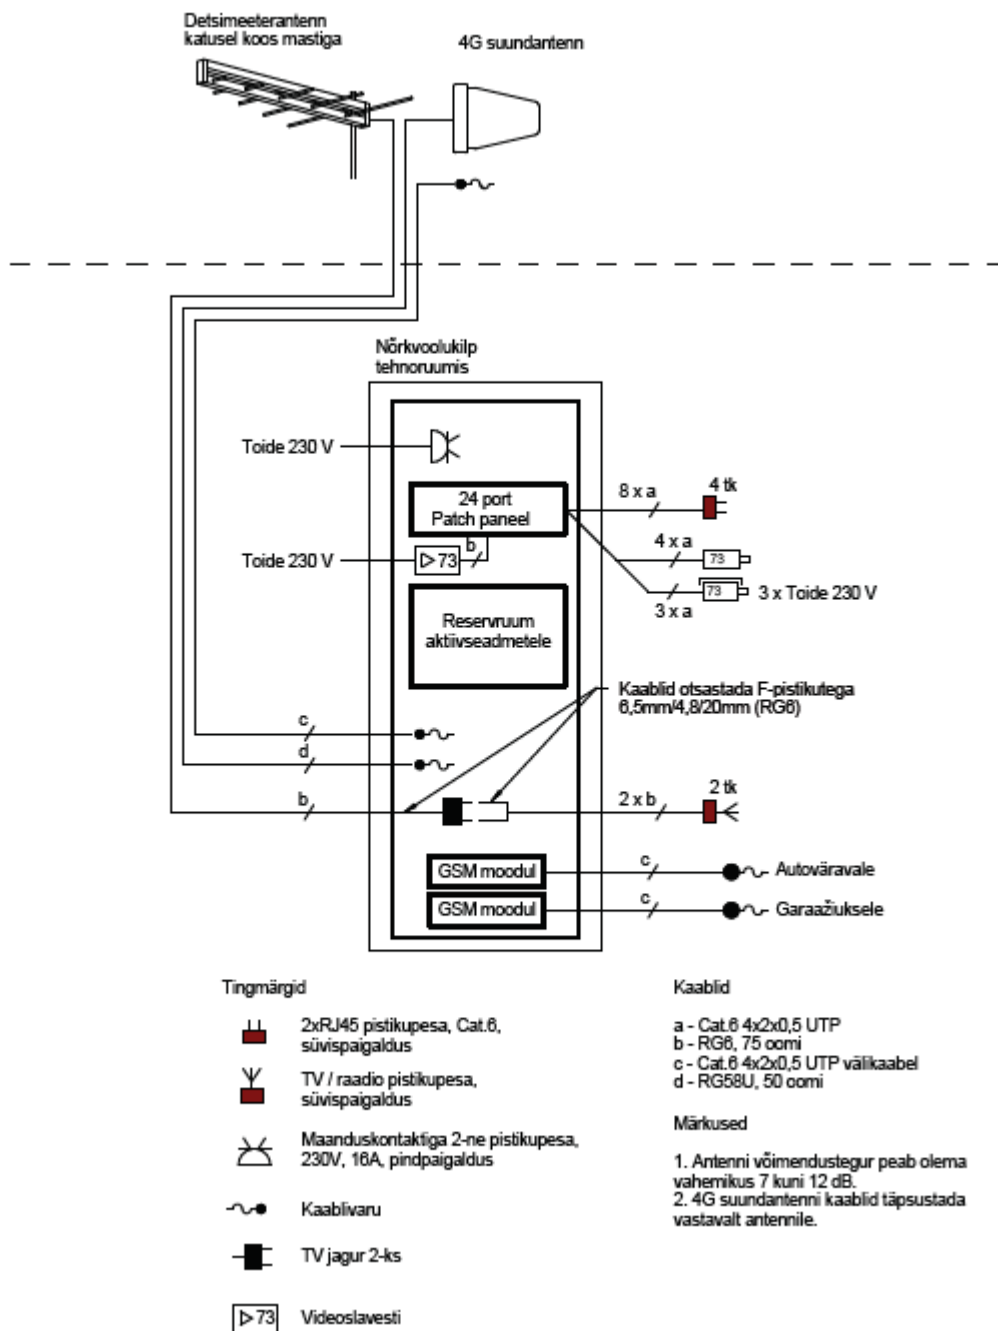 Detsimeeterantenn
katusel koos mastiga
4G suundantenn
Nõrkvoolukilp
tehnoruumis
Toide 230 V
24 port
Patch paneel
8 x a
4 tk
4 x a
73
Toide 230 V
73
b
73
3 x Toide 230 V
3 x a
Reservruum
aktiivseadmetele
Kaablid otsastada F-pistikutega
6,5mm/4,8/20mm (RG6)
c
d
b
2 x b
2 tk
GSM moodul
c
Autoväravale
GSM moodul
c
Garaažiuksele
Tingmärgid
2xRJ45 pistikupesa, Cat.6,
süvispaigaldus
TV / raadio pistikupesa,
süvispaigaldus
Maanduskontaktiga 2-ne pistikupesa,
230V, 16A, pindpaigaldus
Kaablivaru
TV jagur 2-ks
73
Videoslavesti
Kaablid
a - Cat.6 4x2x0,5 UTP
b - RG6, 75 oomi
c - Cat.6 4x2x0,5 UTP välikaabel
d - RG58U, 50 oomi
Märkused
1. Antenni võimendustegur peab olema
vahemikus 7 kuni 12 dB.
2. 4G suundantenni kaablid täpsustada
vastavalt antennile.